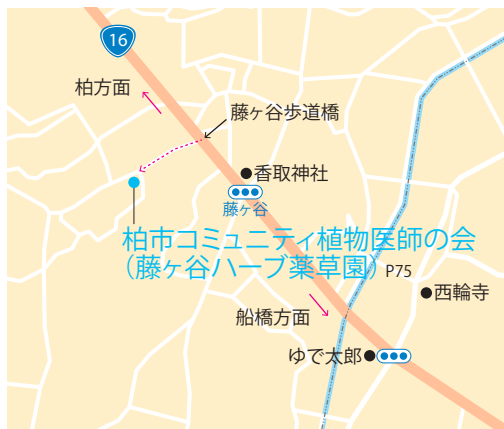 16
柏方面
藤ヶ谷歩道橋
香取神社
藤ヶ谷
柏市コミュニティ植物医師の会
(藤ヶ谷ハーブ薬草園) P75
西輪寺
船橋方面
ゆで太郎